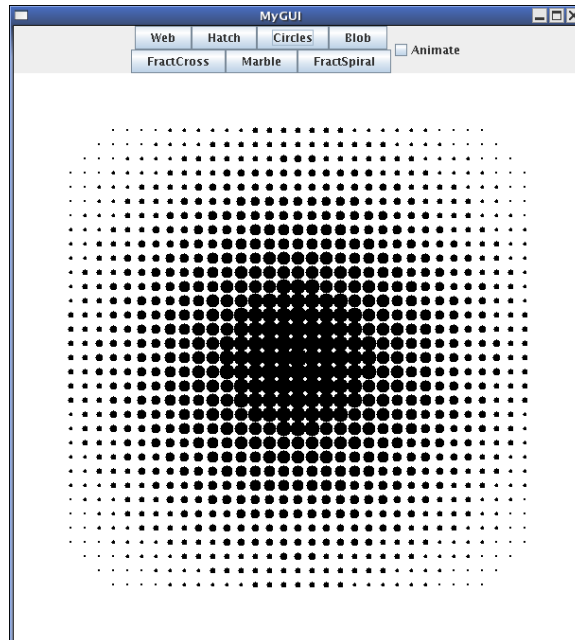 MyGUI
Web Hatch Circles Blob
Animate
FractCross Marble FractSpiral